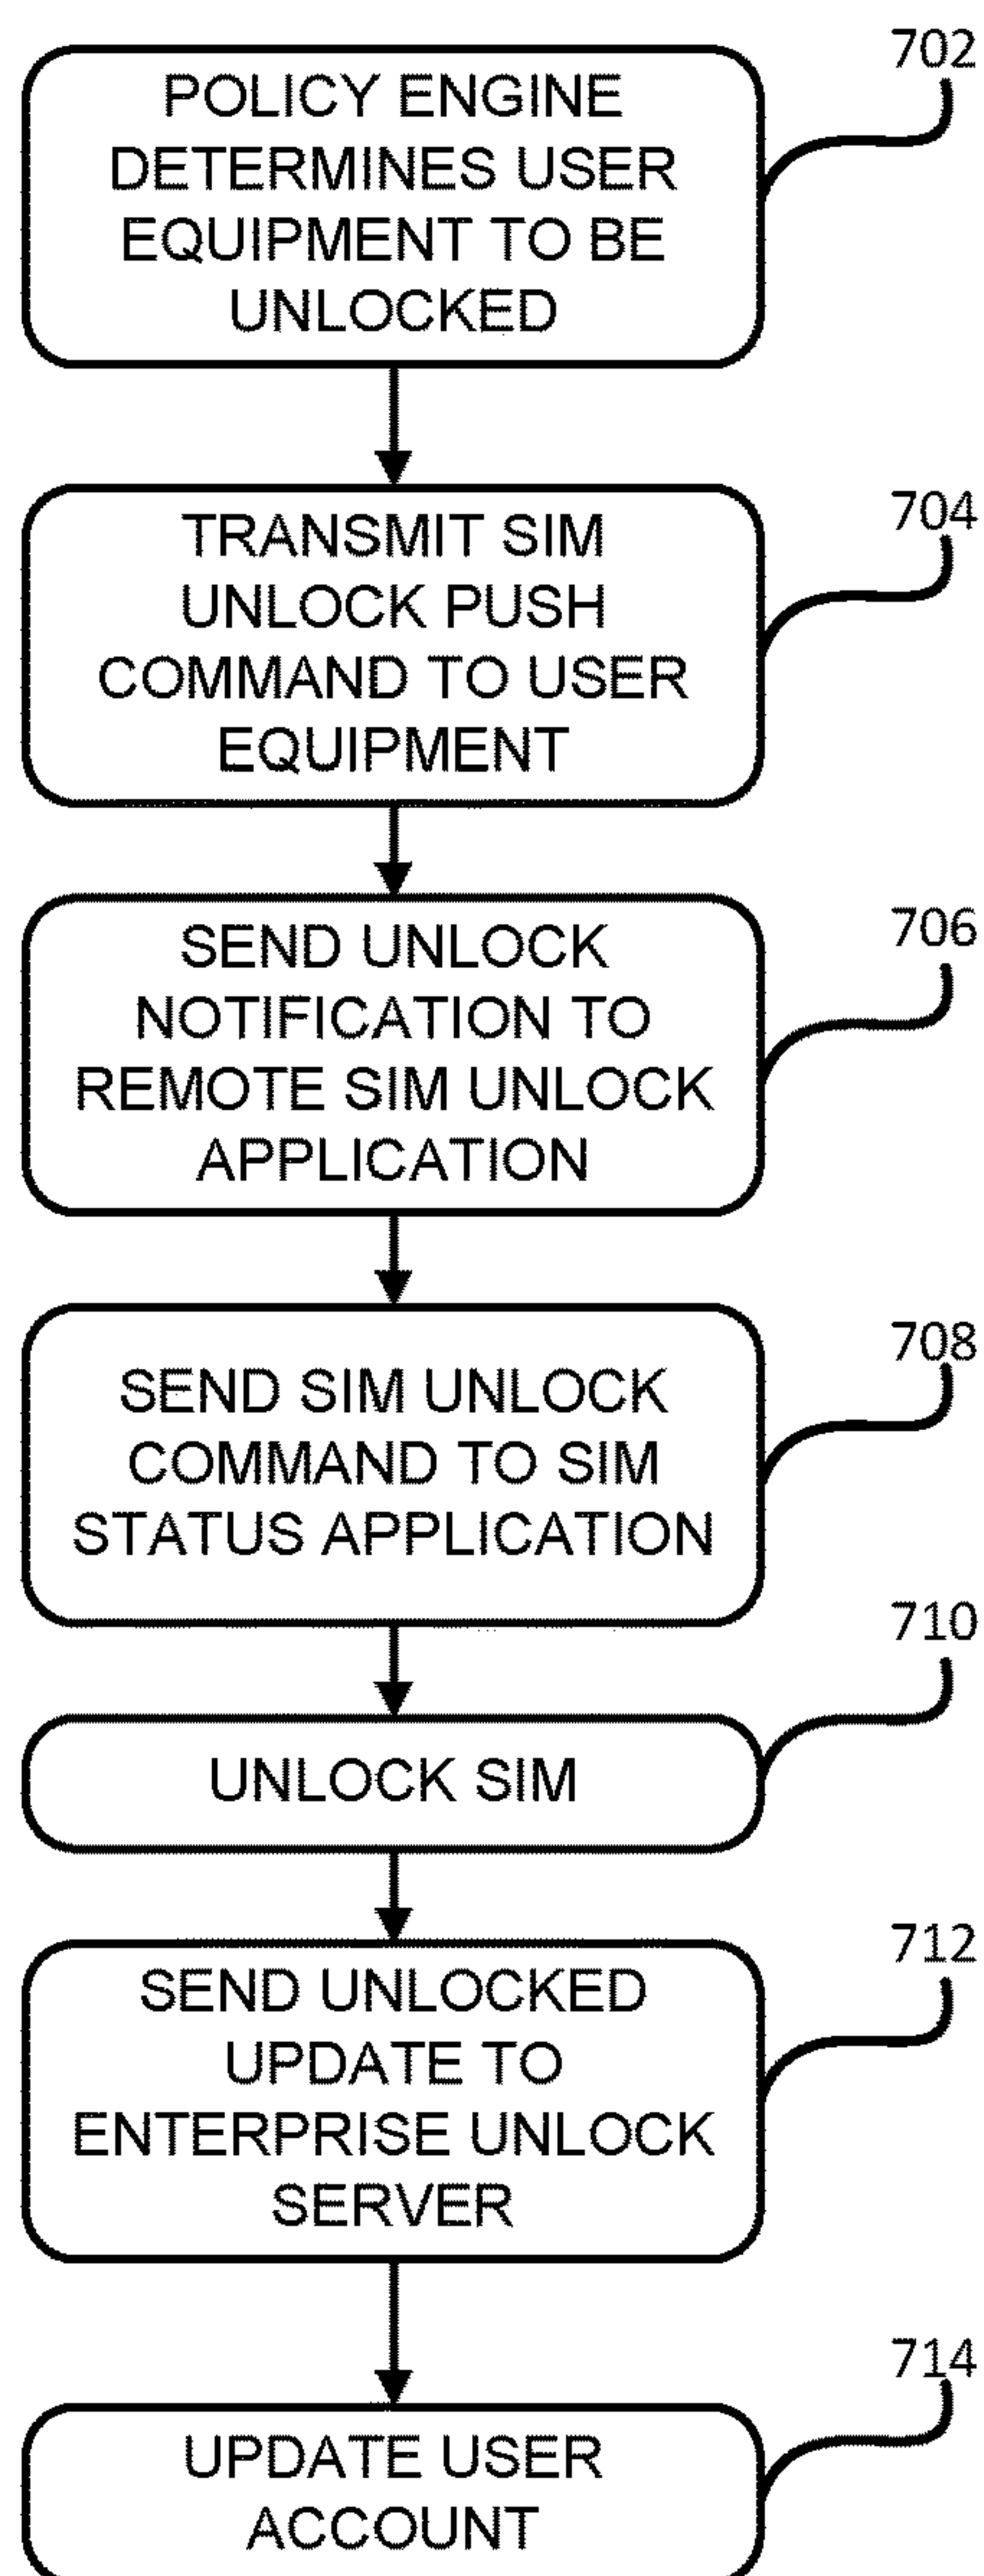 702
POLICY ENGINE
DETERMINES USER
EQUIPMENT TO BE
UNLOCKED
704
TRANSMIT SIM
UNLOCK PUSH
COMMAND TO USER
EQUIPMENT
706
SEND UNLOCK
NOTIFICATION TO
REMOTE SIM UNLOCK
APPLICATION
708
SEND SIM UNLOCK
COMMAND TO SIM
STATUS APPLICATION
710
UNLOCK SIM
712
SEND UNLOCKED
UPDATE TO
ENTERPRISE UNLOCK
SERVER
714
UPDATE USER
ACCOUNT